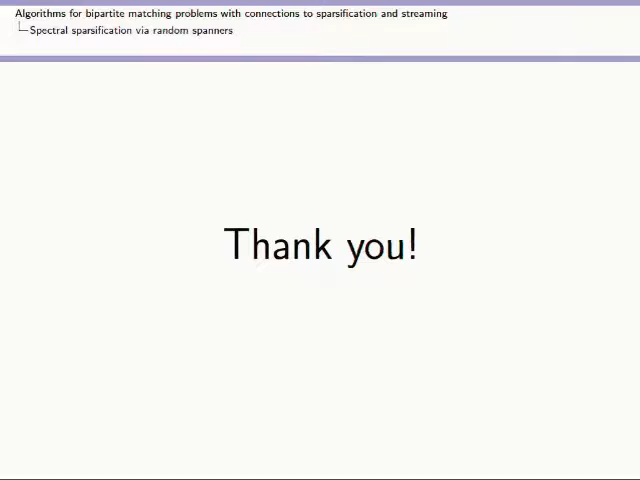 Algorithms for bipartite matching problems with connections to sparsification and streaming
Spectral sparsification via random spanners
Thank you!